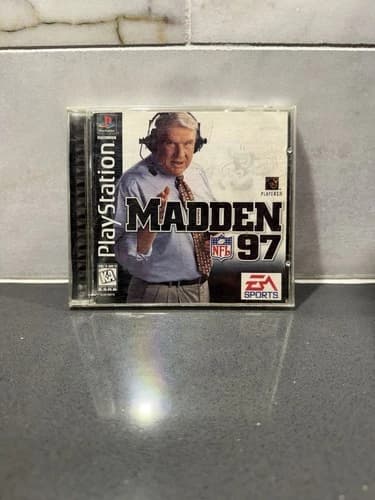 PlayStation
MADDEN
NFL 97
K-A
EA
SPORTS